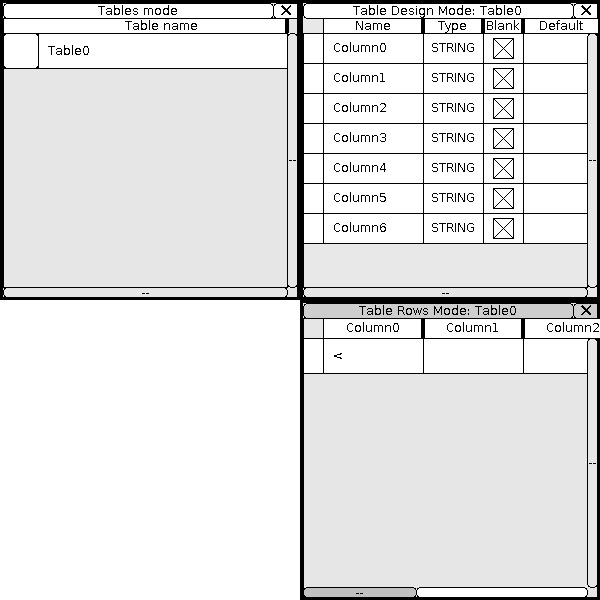 Tables mode
Table name
Table0
--
--
Table Design Mode: Table0
Name Type Blank Default
Column0 STRING
Column1 STRING
Column2 STRING
Column3 STRING
Column4 STRING
Column5 STRING
Column6 STRING
--
--
Table Rows Mode: Table0
Column0 Column1 Column2
<
--
--